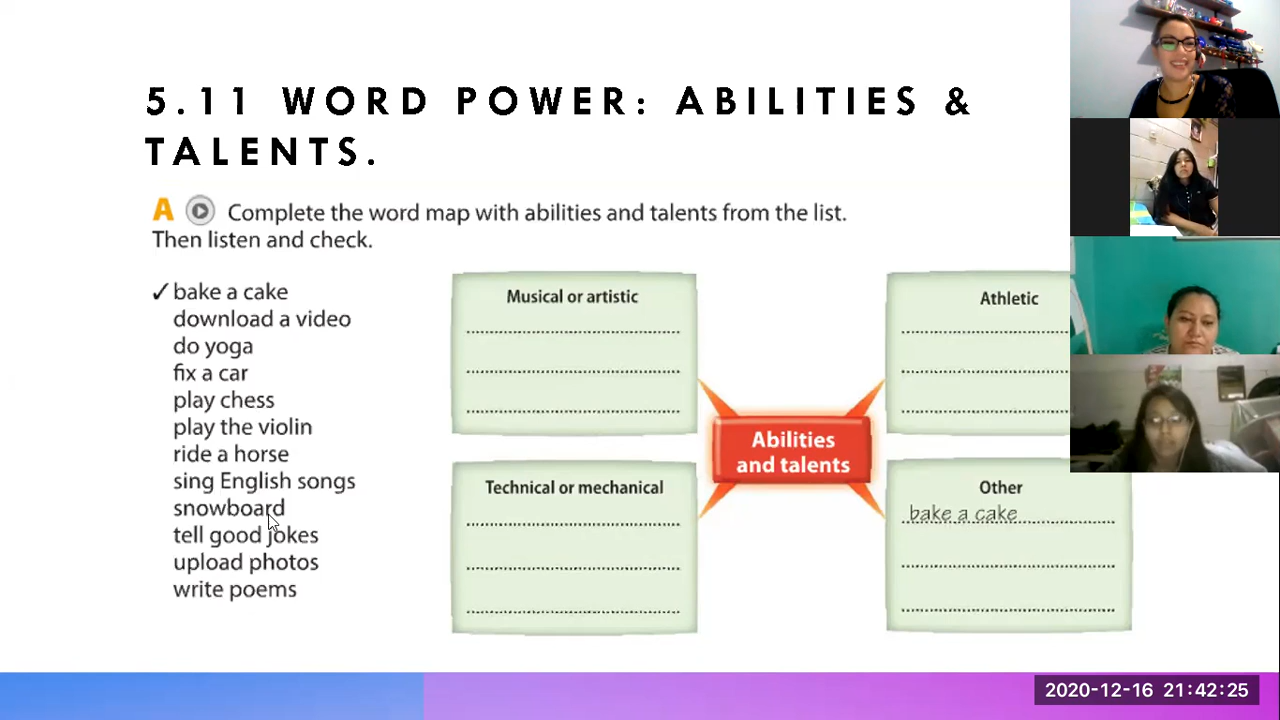 5.11 WORD POWER: ABILITIES &
TALENTS.
A Complete the word map with abilities and talents from the list.
Then listen and check.
✓ bake a cake
download a video
do yoga
fix a car
play chess
play the violin
ride a horse
sing English songs
snowboard
tell good jokes
upload photos
write poems
Musical or artistic
Athletic
Abilities
and talents
Technical or mechanical
Other
bake a cake
2020-12-16 21:42:25